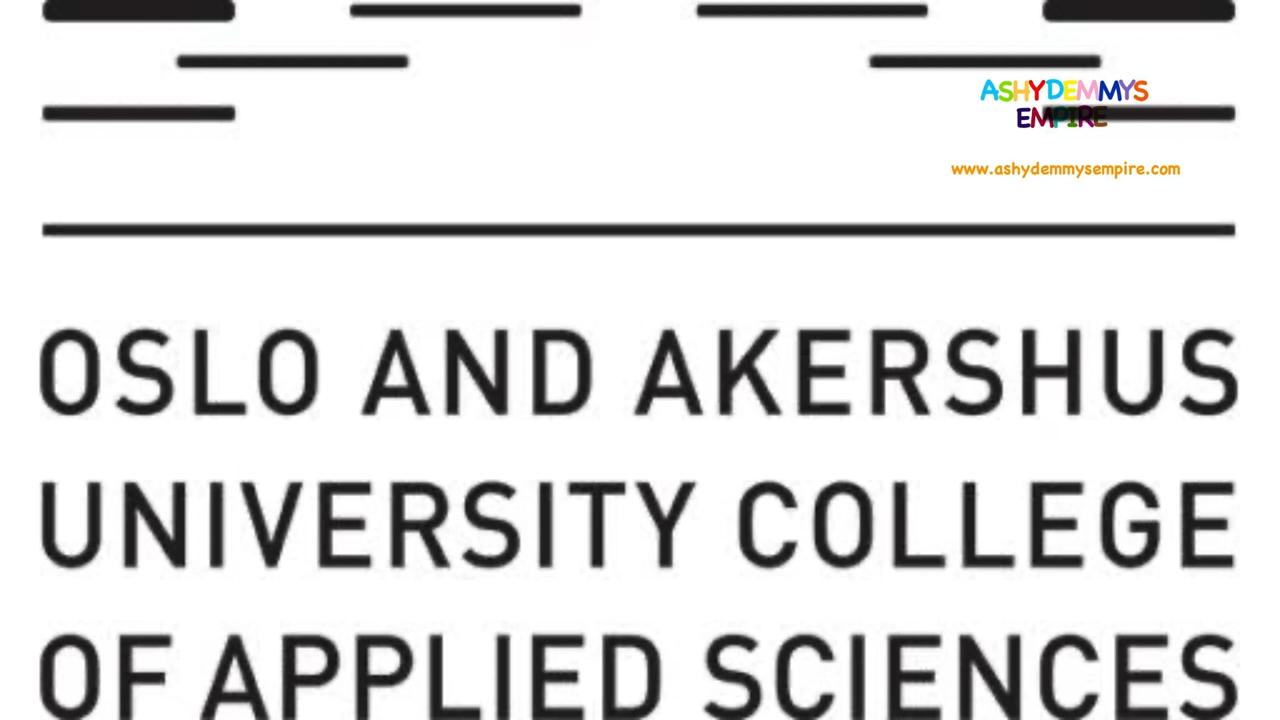 ASHYDEMMYS
EMPIRE
www.ashydemmysempire.com
OSLO AND AKERSHUS
UNIVERSITY COLLEGE
OF APPLIED SCIENCES